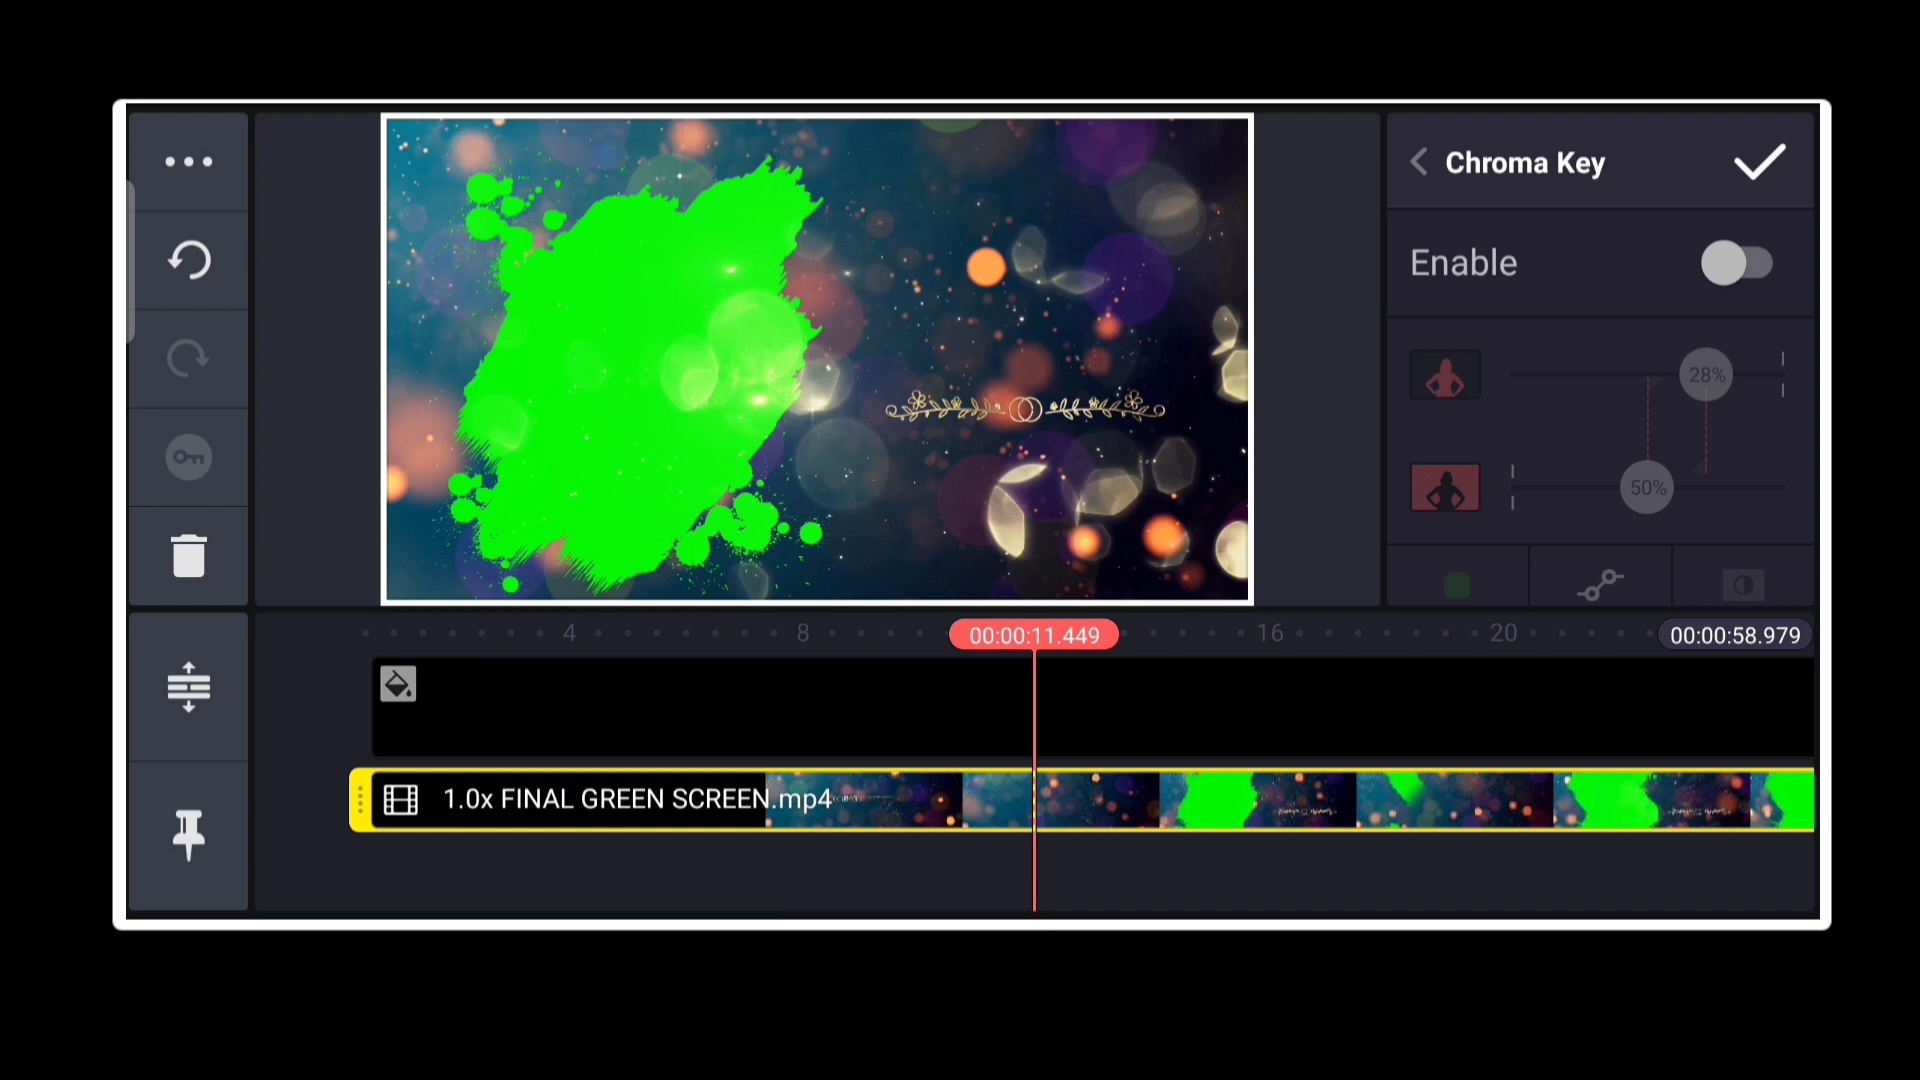 Chroma Key
Enable
28%
50%
4
8
00:00:11.449
16
20
00:00:58.979
1.0x FINAL GREEN SCREEN.mp4